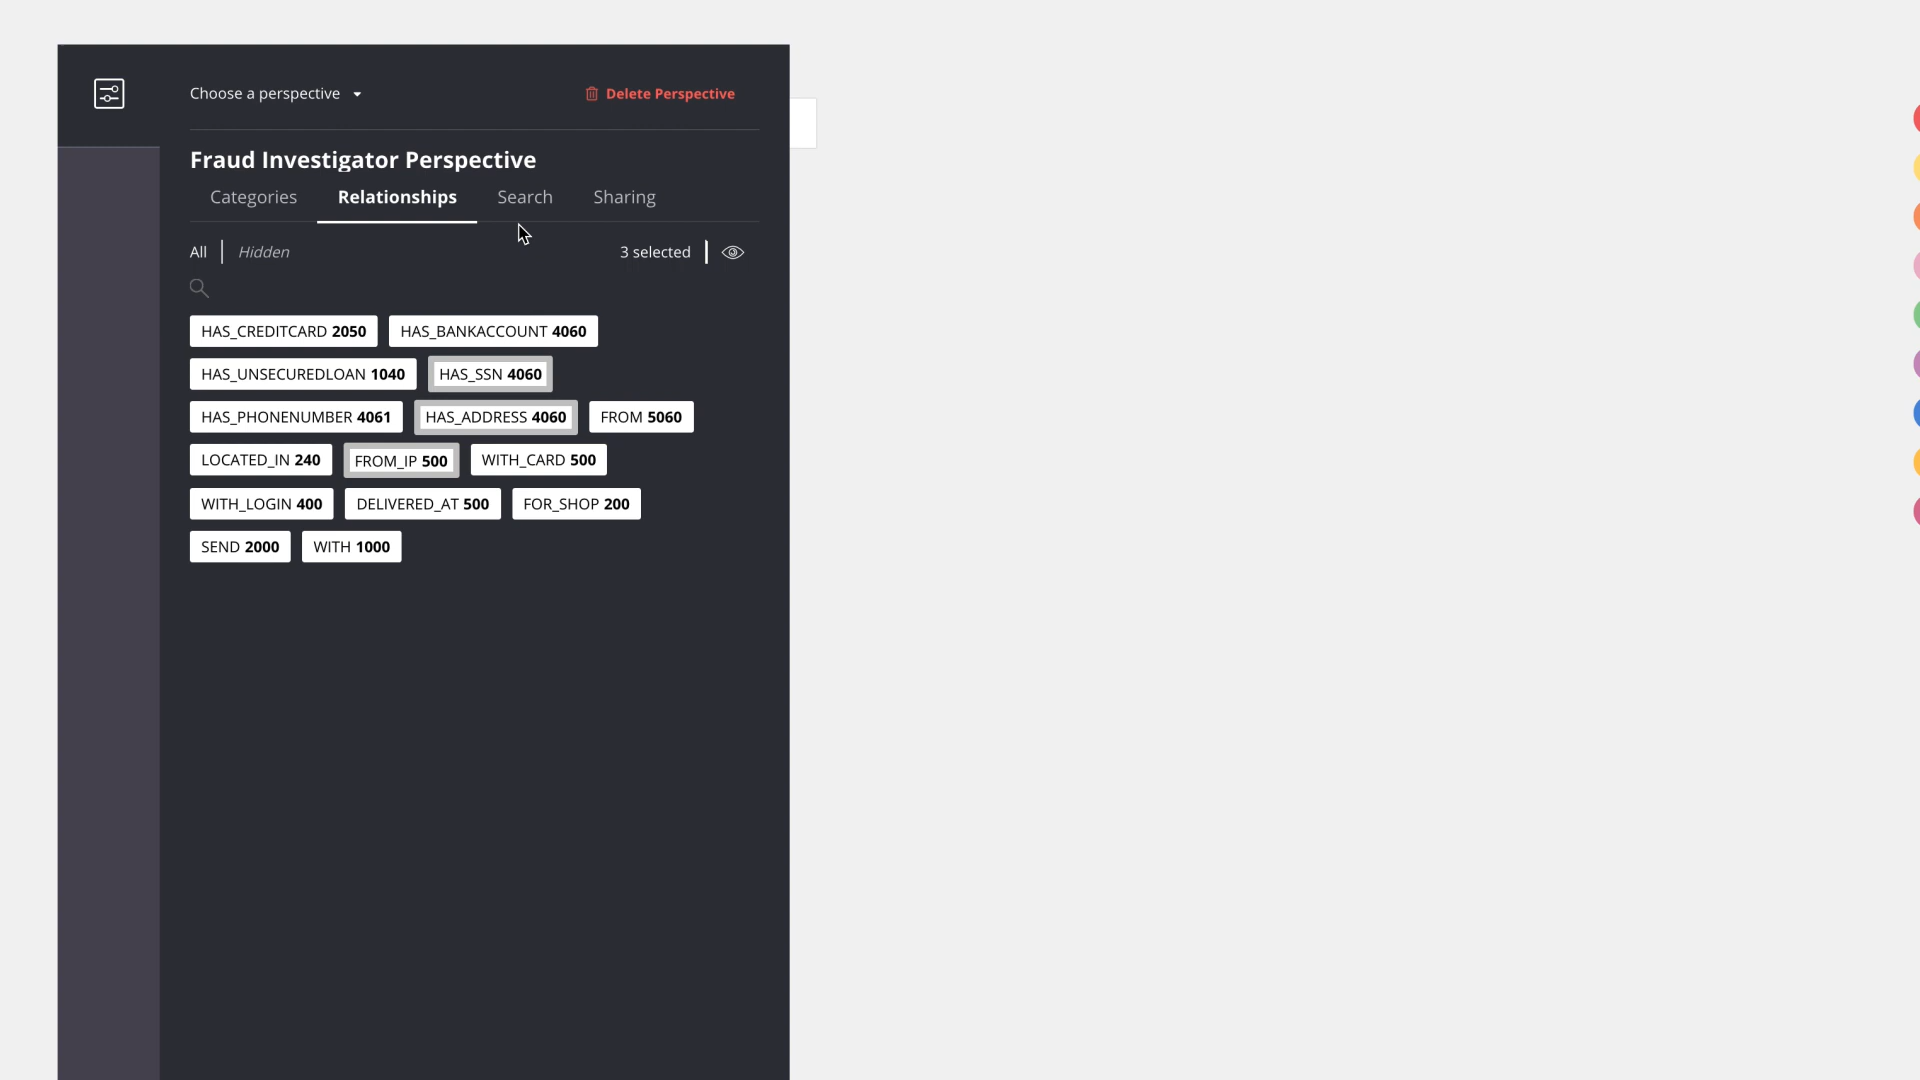 Choose a perspective
Delete Perspective
Fraud Investigator Perspective
Categories Relationships Search Sharing
All Hidden 3 selected
HAS_CREDITCARD 2050 HAS_BANKACCOUNT 4060
HAS_UNSECUREDLOAN 1040 HAS_SSN 4060
HAS_PHONENUMBER 4061 HAS_ADDRESS 4060 FROM 5060
LOCATED_IN 240 FROM_IP 500 WITH_CARD 500
WITH_LOGIN 400 DELIVERED_AT 500 FOR_SHOP 200
SEND 2000 WITH 1000